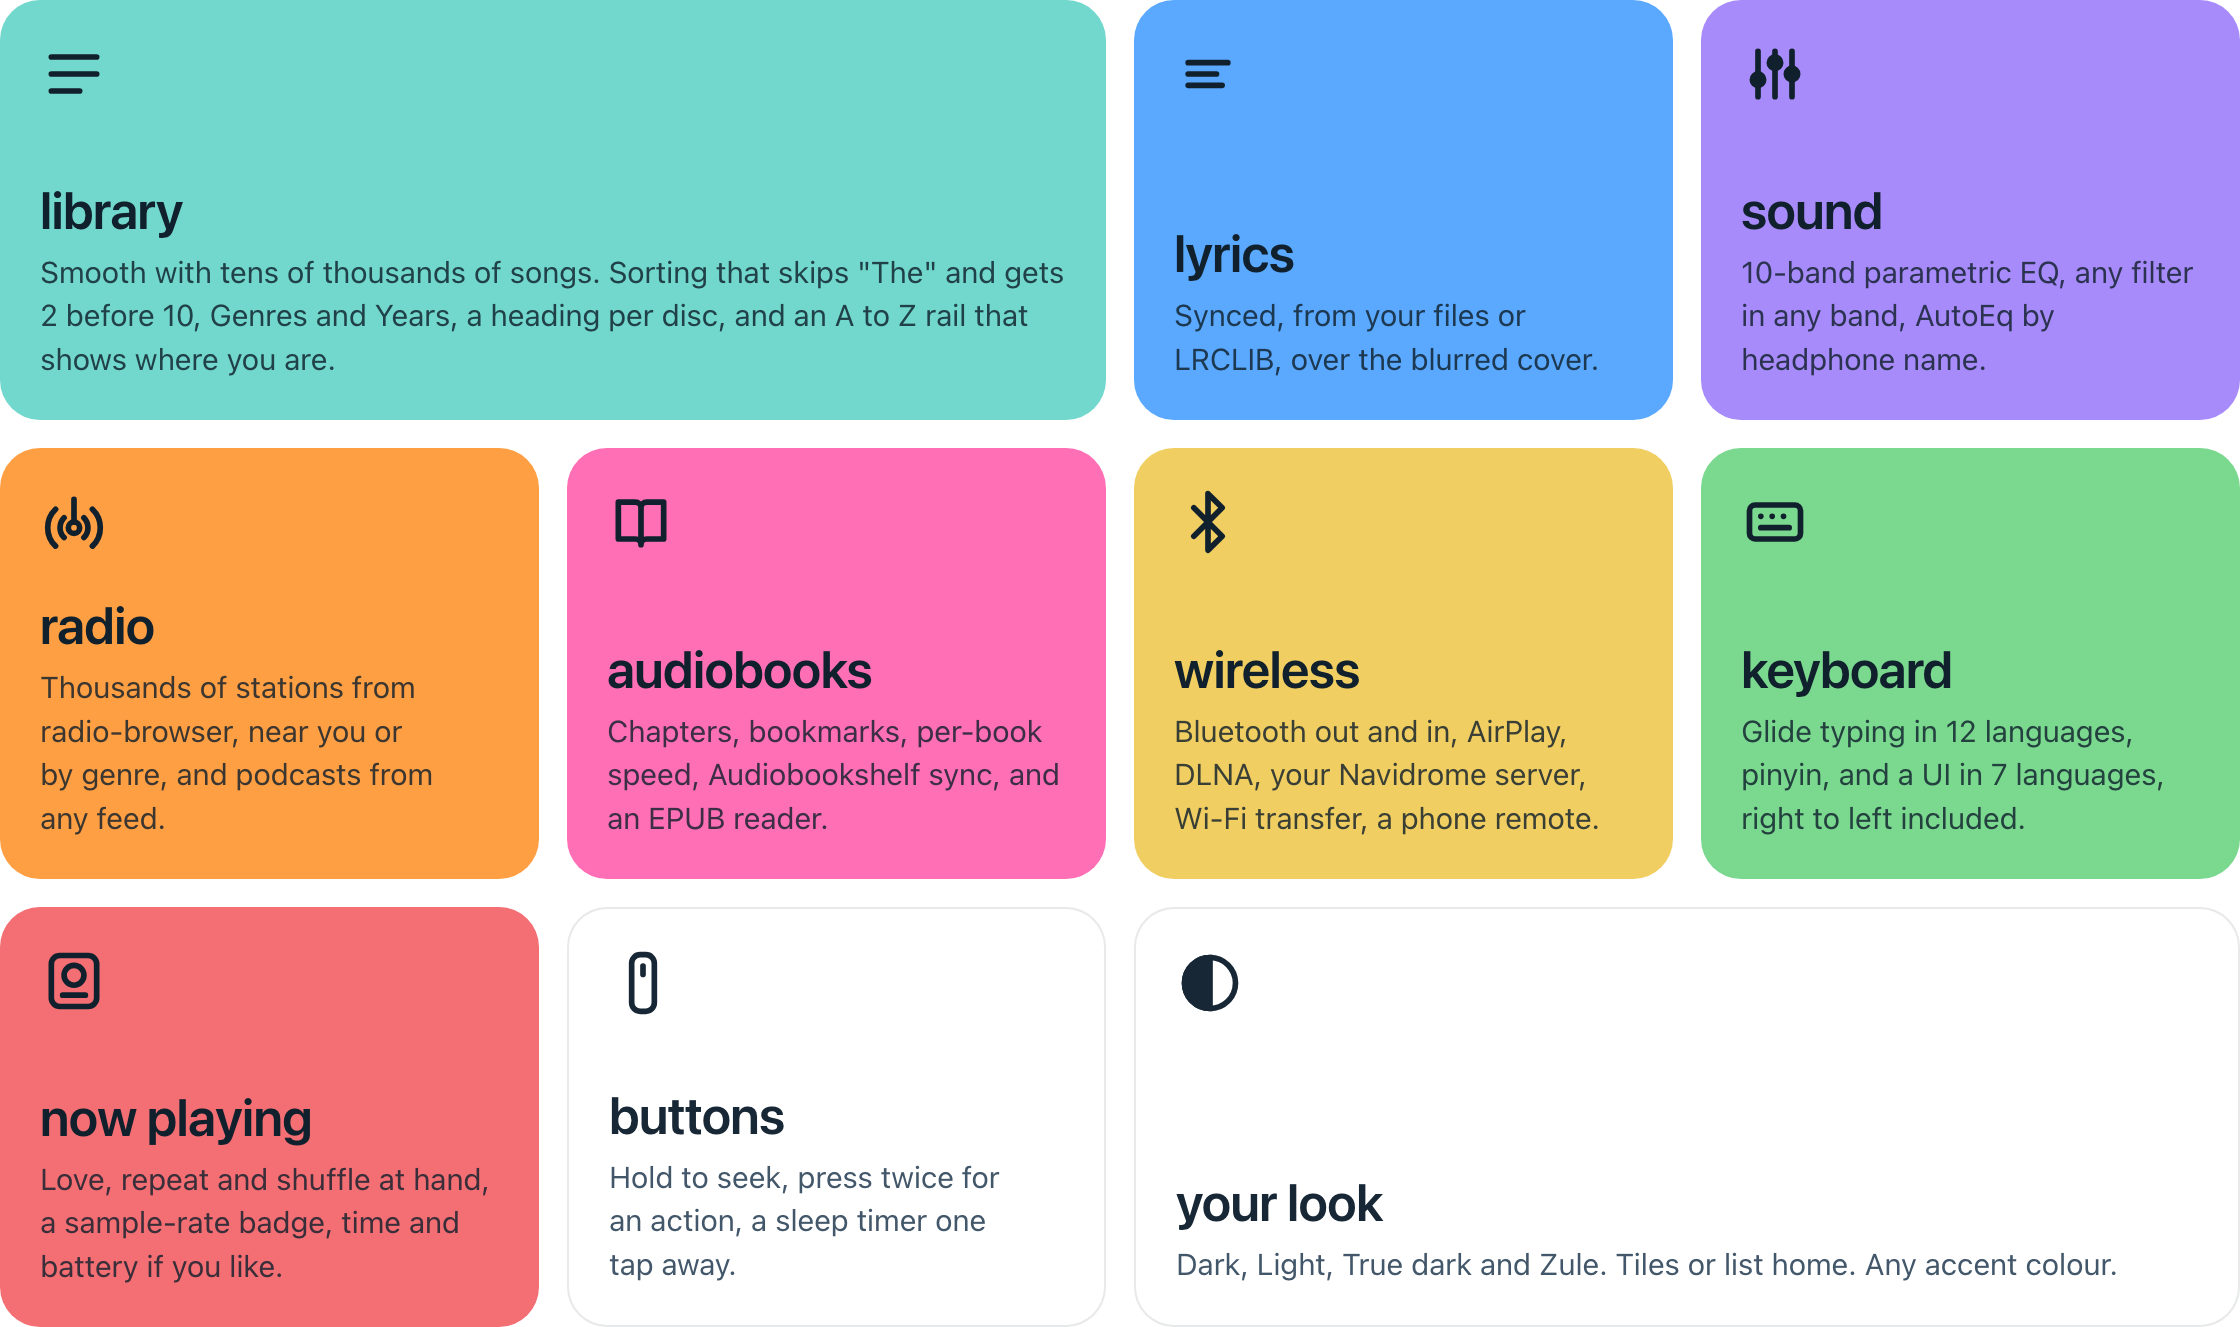 library
Smooth with tens of thousands of songs. Sorting that skips "The" and gets
2 before 10, Genres and Years, a heading per disc, and an A to Z rail that
shows where you are.
lyrics
Synced, from your files or
LRCLIB, over the blurred cover.
sound
10-band parametric EQ, any filter
in any band, AutoEq by
headphone name.
radio
Thousands of stations from
radio-browser, near you or
by genre, and podcasts from
any feed.
audiobooks
Chapters, bookmarks, per-book
speed, Audiobookshelf sync, and
an EPUB reader.
wireless
Bluetooth out and in, AirPlay,
DLNA, your Navidrome server,
Wi-Fi transfer, a phone remote.
keyboard
Glide typing in 12 languages,
pinyin, and a UI in 7 languages,
right to left included.
now playing
Love, repeat and shuffle at hand,
a sample-rate badge, time and
battery if you like.
buttons
Hold to seek, press twice for
an action, a sleep timer one
tap away.
your look
Dark, Light, True dark and Zule. Tiles or list home. Any accent colour.